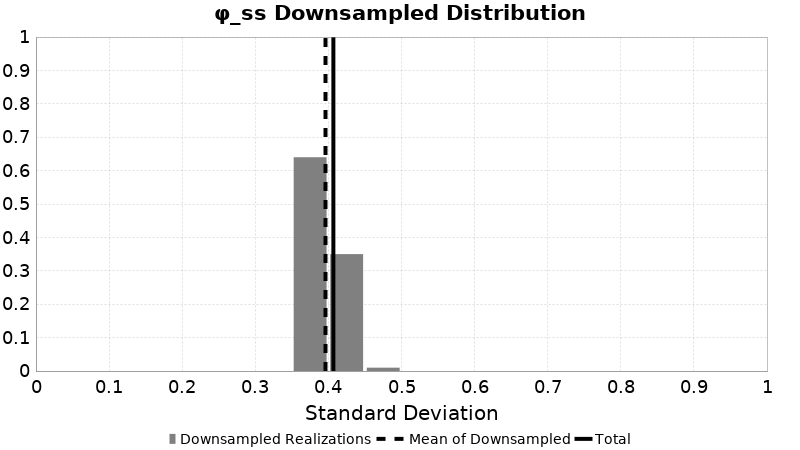 φ_ss Downsampled Distribution
1
0.9
0.8
0.7
0.6
0.5
0.4
0.3
0.2
0.1
0
0 0.1 0.2 0.3 0.4 0.5 0.6 0.7 0.8 0.9 1
Standard Deviation
Downsampled Realizations Mean of Downsampled Total